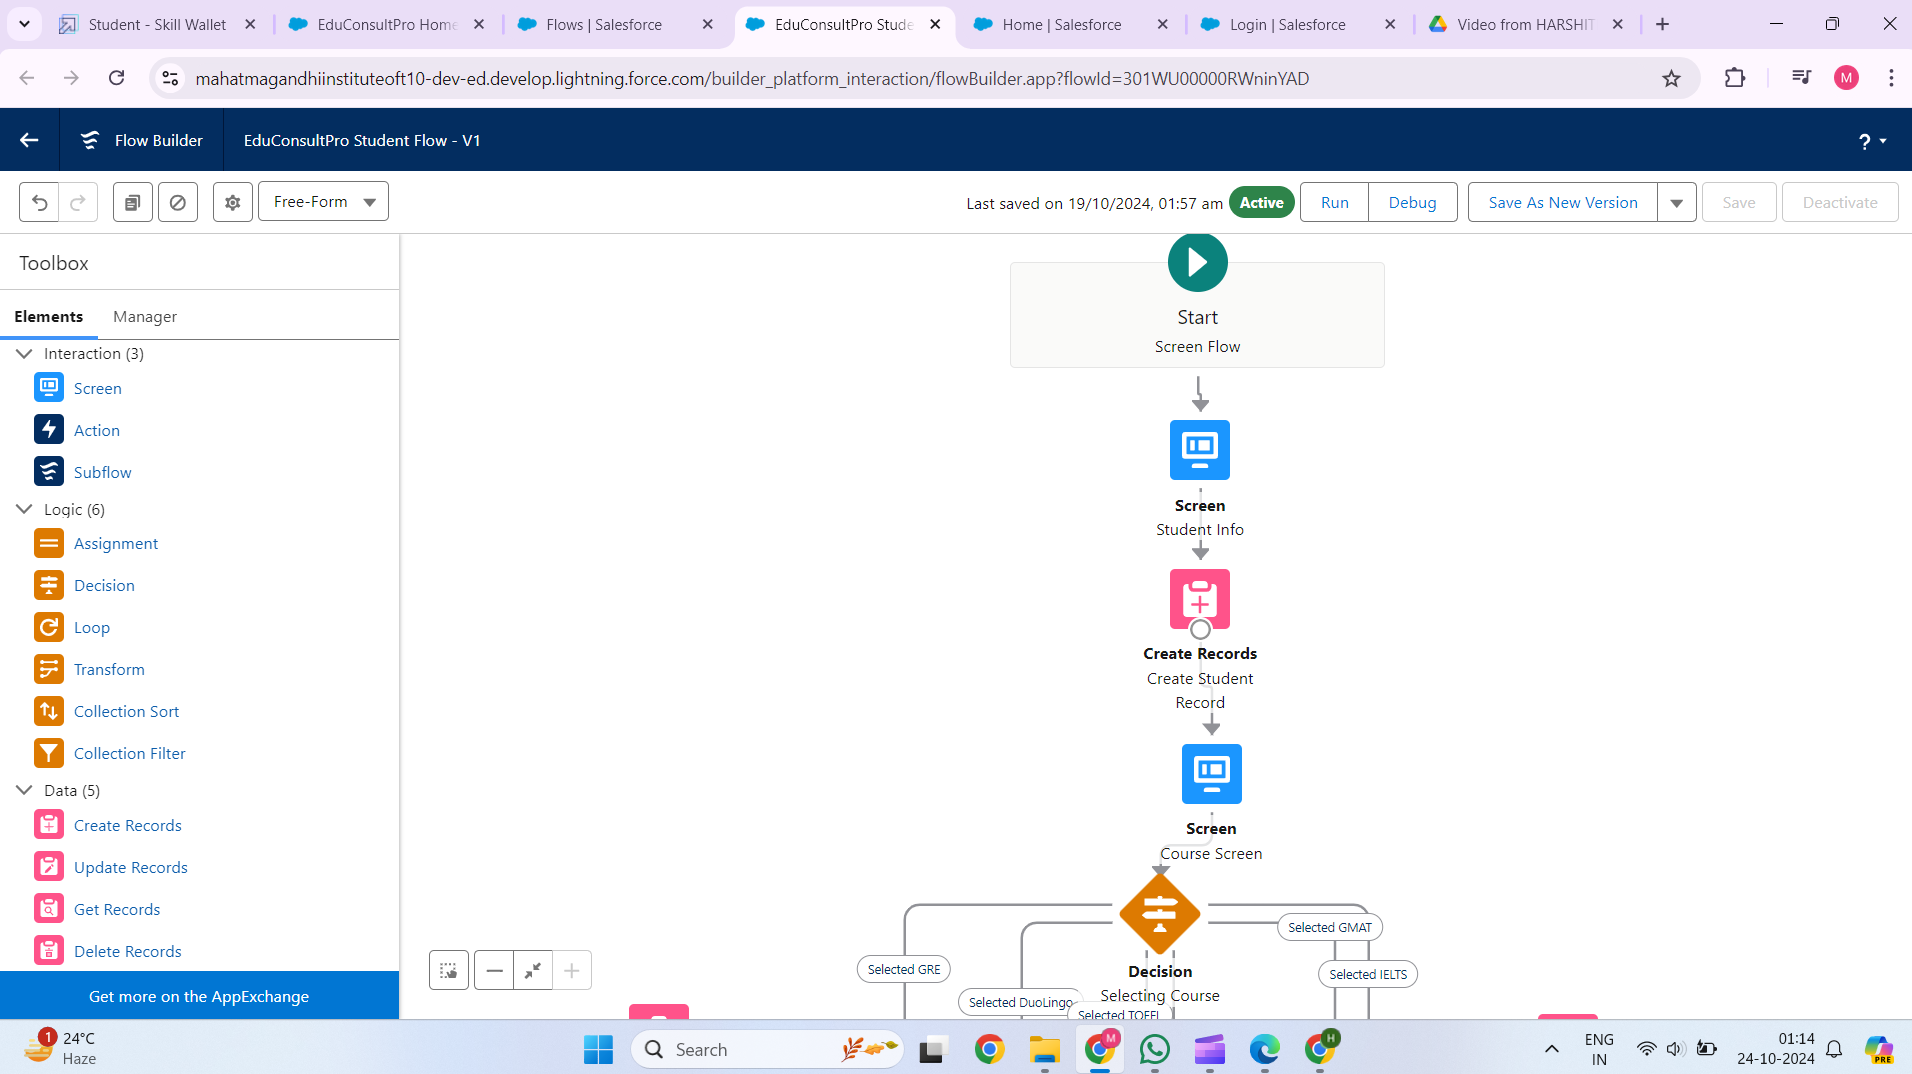 Student - Skill Wallet
EduConsultPro Home
Flows | Salesforce
EduConsultPro Stude
Home | Salesforce
Login | Salesforce
Video from HARSHIT
mahatmagandhiinstituteoft10-dev-ed.develop.lightning.force.com/builder_platform_interaction/flowBuilder.app?flowId=301WU00000RWninYAD
M
Flow Builder
EduConsultPro Student Flow - V1
?
Free-Form
Last saved on 19/10/2024, 01:57 am
Active
Run
Debug
Save As New Version
Save
Deactivate
Toolbox
Elements
Manager
Interaction (3)
Screen
Action
Subflow
Logic (6)
Assignment
Decision
Loop
Transform
Collection Sort
Collection Filter
Data (5)
Create Records
Update Records
Get Records
Delete Records
Get more on the AppExchange
Start
Screen Flow
Screen
Student Info
Create Records
Create Student
Record
Screen
Course Screen
Selected GMAT
Selected GRE
Decision
Selected IELTS
Selecting Course
Selected DuoLingo
Selected TOEFL
1
24°C
Haze
Search
M
H
ENG
IN
01:14
24-10-2024
PRE